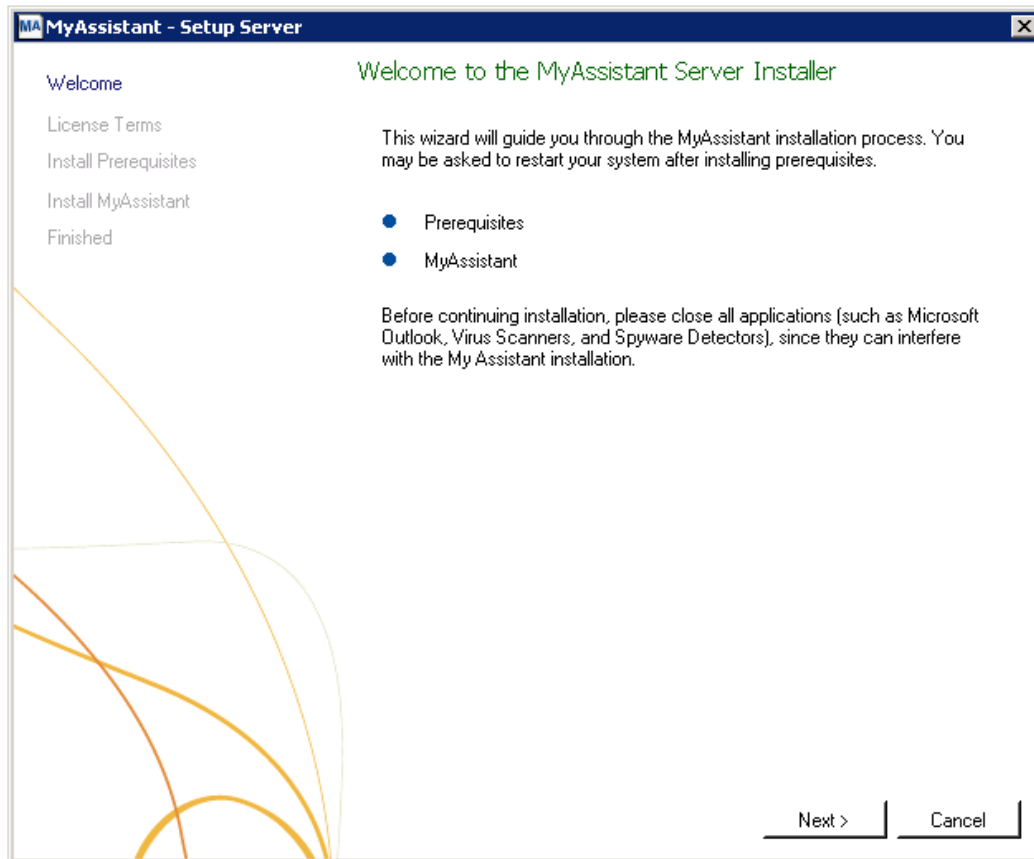 MA MyAssistant - Setup Server
Welcome
License Terms
Install Prerequisites
Install MyAssistant
Finished
Welcome to the MyAssistant Server Installer
This wizard will guide you through the MyAssistant installation process. You
may be asked to restart your system after installing prerequisites.
Prerequisites
MyAssistant
Before continuing installation, please close all applications (such as Microsoft
Outlook, Virus Scanners, and Spyware Detectors), since they can interfere
with the My Assistant installation.
Next >
Cancel